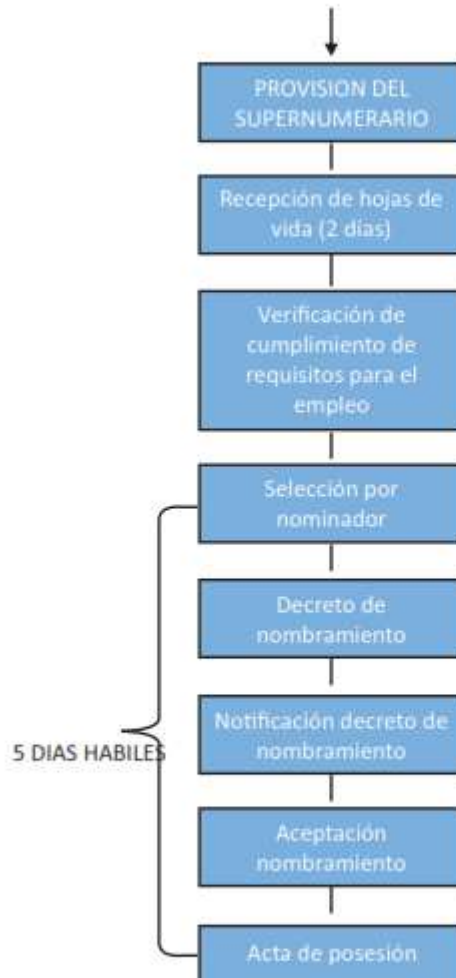 PROVISION DEL
SUPERNUMERARIO
Recepción de hojas de
vida (2 días)
Verificación de
cumplimiento de
requisitos para el
empleo
Selección por
nominador
Decreto de
nombramiento
Notificación decreto de
nombramiento
5 DIAS HABILES
Aceptación
nombramiento
Acta de posesión